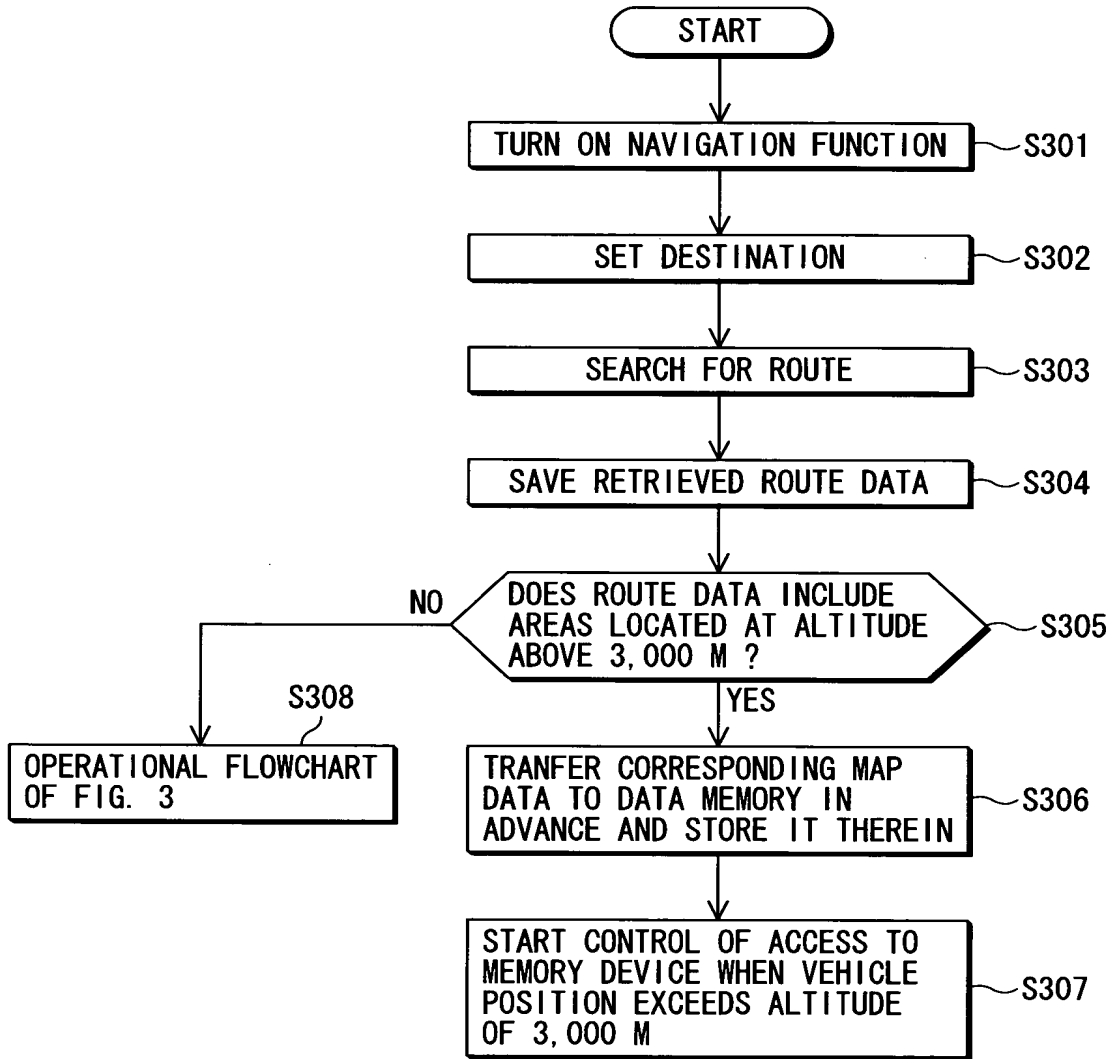 START
TURN ON NAVIGATION FUNCTION
S301
SET DESTINATION
S302
SEARCH FOR ROUTE
S303
SAVE RETRIEVED ROUTE DATA
S304
DOES ROUTE DATA INCLUDE
AREAS LOCATED AT ALTITUDE
ABOVE 3,000 M ?
S305
NO
YES
S308
OPERATIONAL FLOWCHART
OF FIG. 3
TRANFER CORRESPONDING MAP
DATA TO DATA MEMORY IN
ADVANCE AND STORE IT THEREIN
S306
START CONTROL OF ACCESS TO
MEMORY DEVICE WHEN VEHICLE
POSITION EXCEEDS ALTITUDE
OF 3,000 M
S307